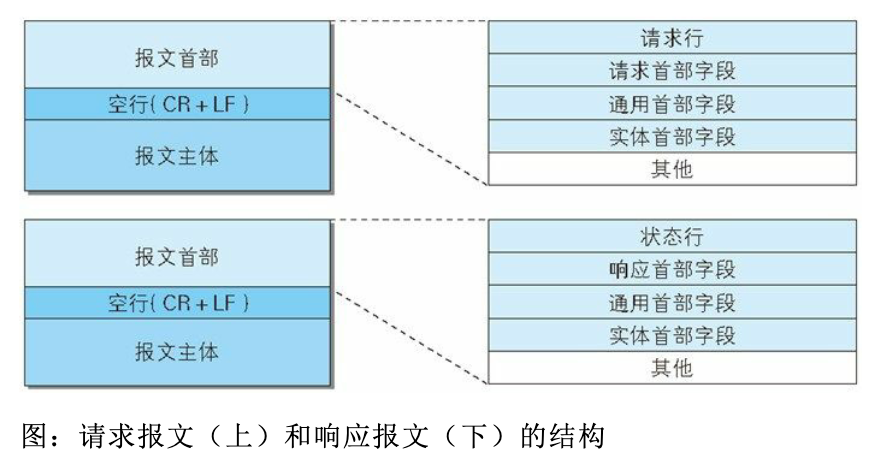 报文首部
空行(CR+LF)
报文主体
请求行
请求首部字段
通用首部字段
实体首部字段
其他
报文首部
空行(CR+LF)
报文主体
状态行
响应首部字段
通用首部字段
实体首部字段
其他
图：请求报文（上）和响应报文（下）的结构